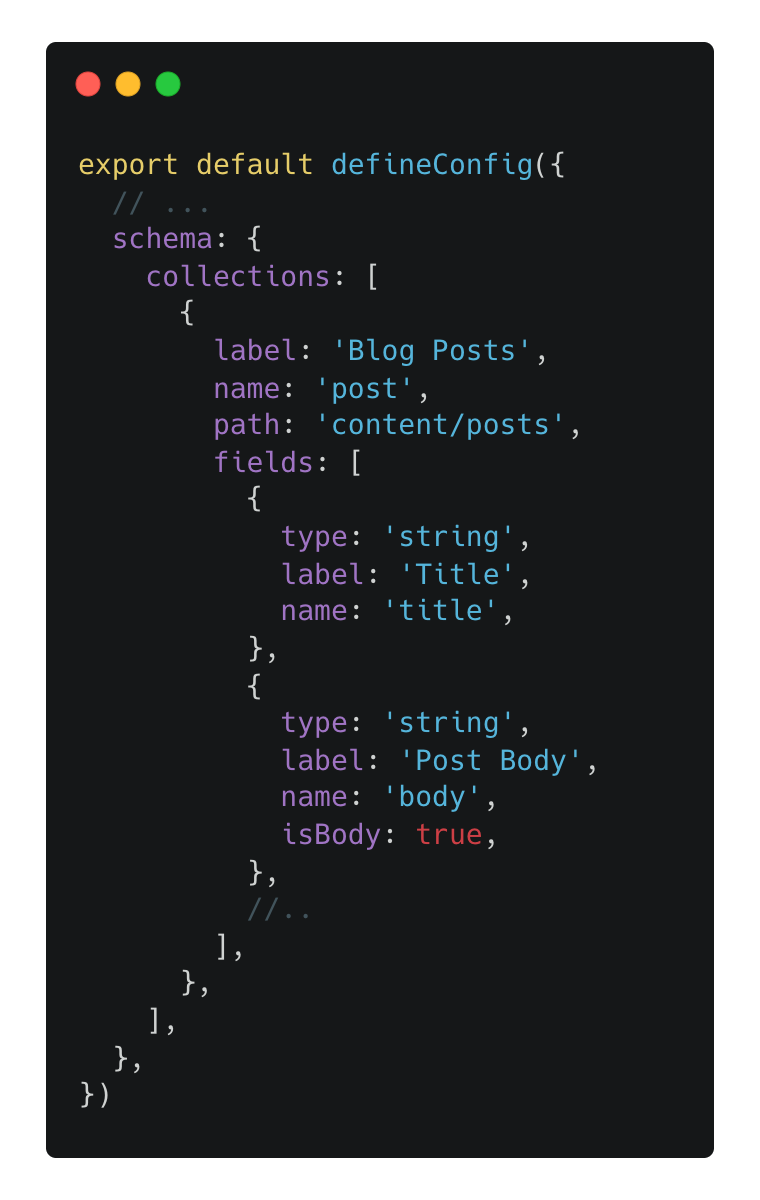 export default defineConfig({
  // ...
  schema: {
    collections: [
      {
        label: 'Blog Posts',
        name: 'post',
        path: 'content/posts',
        fields: [
          {
            type: 'string',
            label: 'Title',
            name: 'title',
          },
          {
            type: 'string',
            label: 'Post Body',
            name: 'body',
            isBody: true,
          },
          //..
        ],
      },
    ],
  },
})